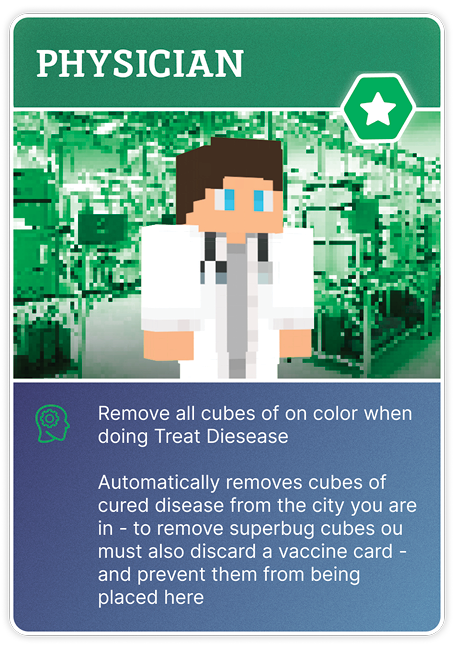 PHYSICIAN
Remove all cubes of on color when
doing Treat Diesease
Automatically removes cubes of
cured disease from the city you are
in - to remove superbug cubes ou
must also discard a vaccine card -
and prevent them from being
placed here